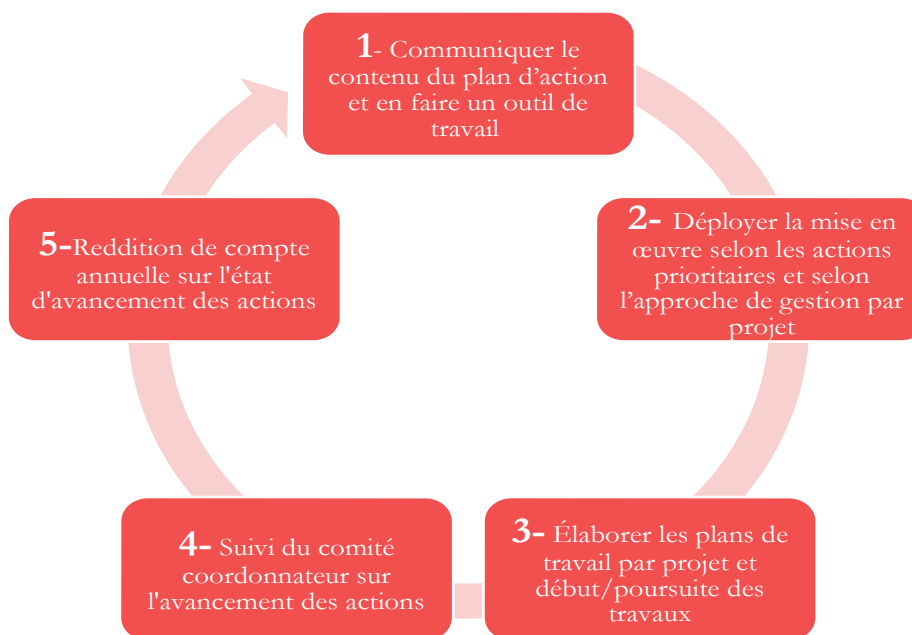 1- Communiquer le
contenu du plan d’action
et en faire un outil de
travail
2- Déployer la mise en
œuvre selon les actions
prioritaires et selon
l’approche de gestion par
projet
3- Élaborer les plans de
travail par projet et
début/poursuite des
travaux
4- Suivi du comité
coordonnateur sur
l'avancement des actions
5-Reddition de compte
annuelle sur l'état
d'avancement des actions